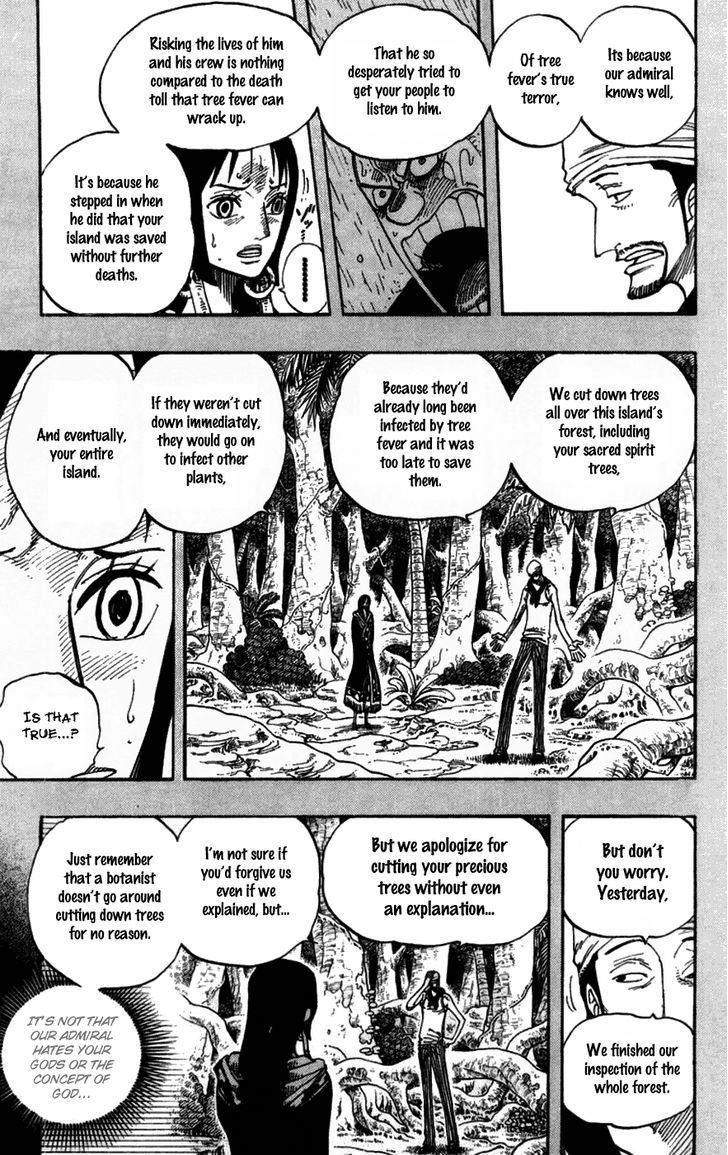 Its because
our admiral
knows well,
Of tree
fever's true
terror,
That he so
desperately tried to
get your people
to listen to him.
Risking the lives of him
and his crew is nothing
compared to the death
toll that tree fever can
wrack up.
It's because he
stepped in when
he did that your
island was saved
without further
deaths.
We cut down trees
all over this island's
forest, including
your sacred spirit
trees,
Because they'd
already long been
infected by tree
fever and it was
too late to save
them.
If they weren't cut
down immediately,
they would go on
to infect other
plants,
And eventually,
your entire
island.
Is that
true...?
But don't
you worry.
Yesterday,
We finished our
inspection of the
whole forest.
But we apologize for
cutting your precious
trees without even
an explanation...
I'm not sure if
you'd forgive us
even if we
explained, but...
Just remember
that a botanist
doesn't go around
cutting down trees
for no reason.
It's not that
our admiral
hates your
gods or the
concept of
god...